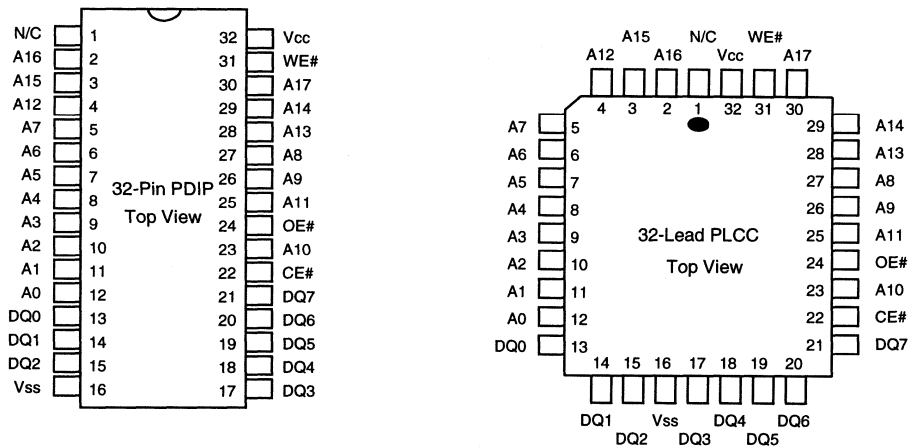 N/C 1 32 Vcc
A16 2 31 WE#
A15 3 30 A17
A12 4 29 A14
A7 5 28 A13
A6 6 27 A8
A5 7 26 A9
32-Pin PDIP
A4 8 25 A11
Top View
A3 9 24 OE#
A2 10 23 A10
A1 11 22 CE#
A0 12 21 DQ7
DQ0 13 20 DQ6
DQ1 14 19 DQ5
DQ2 15 18 DQ4
Vss 16 17 DQ3
A15 N/C WE#
A12 A16 Vcc A17
4 3 2 1 32 31 30
A7 5 29 A14
A6 6 28 A13
A5 7 27 A8
A4 8 26 A9
A3 9 32-Lead PLCC 25 A11
A2 10 Top View 24 OE#
A1 11 23 A10
A0 12 22 CE#
DQ0 13 21 DQ7
14 15 16 17 18 19 20
DQ1 Vss DQ4 DQ6
DQ2 DQ3 DQ5